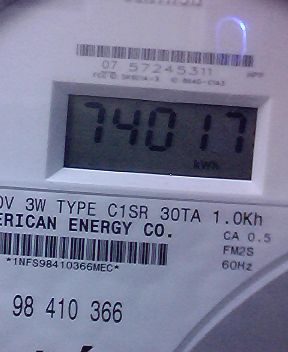 07 57245311
74017
kWh
V 3W TYPE C1SR 30TA 1.0Kh
ERICAN ENERGY CO.
CA 0.5
*1NFS98410366MEC*
FM2S
60Hz
98 410 366